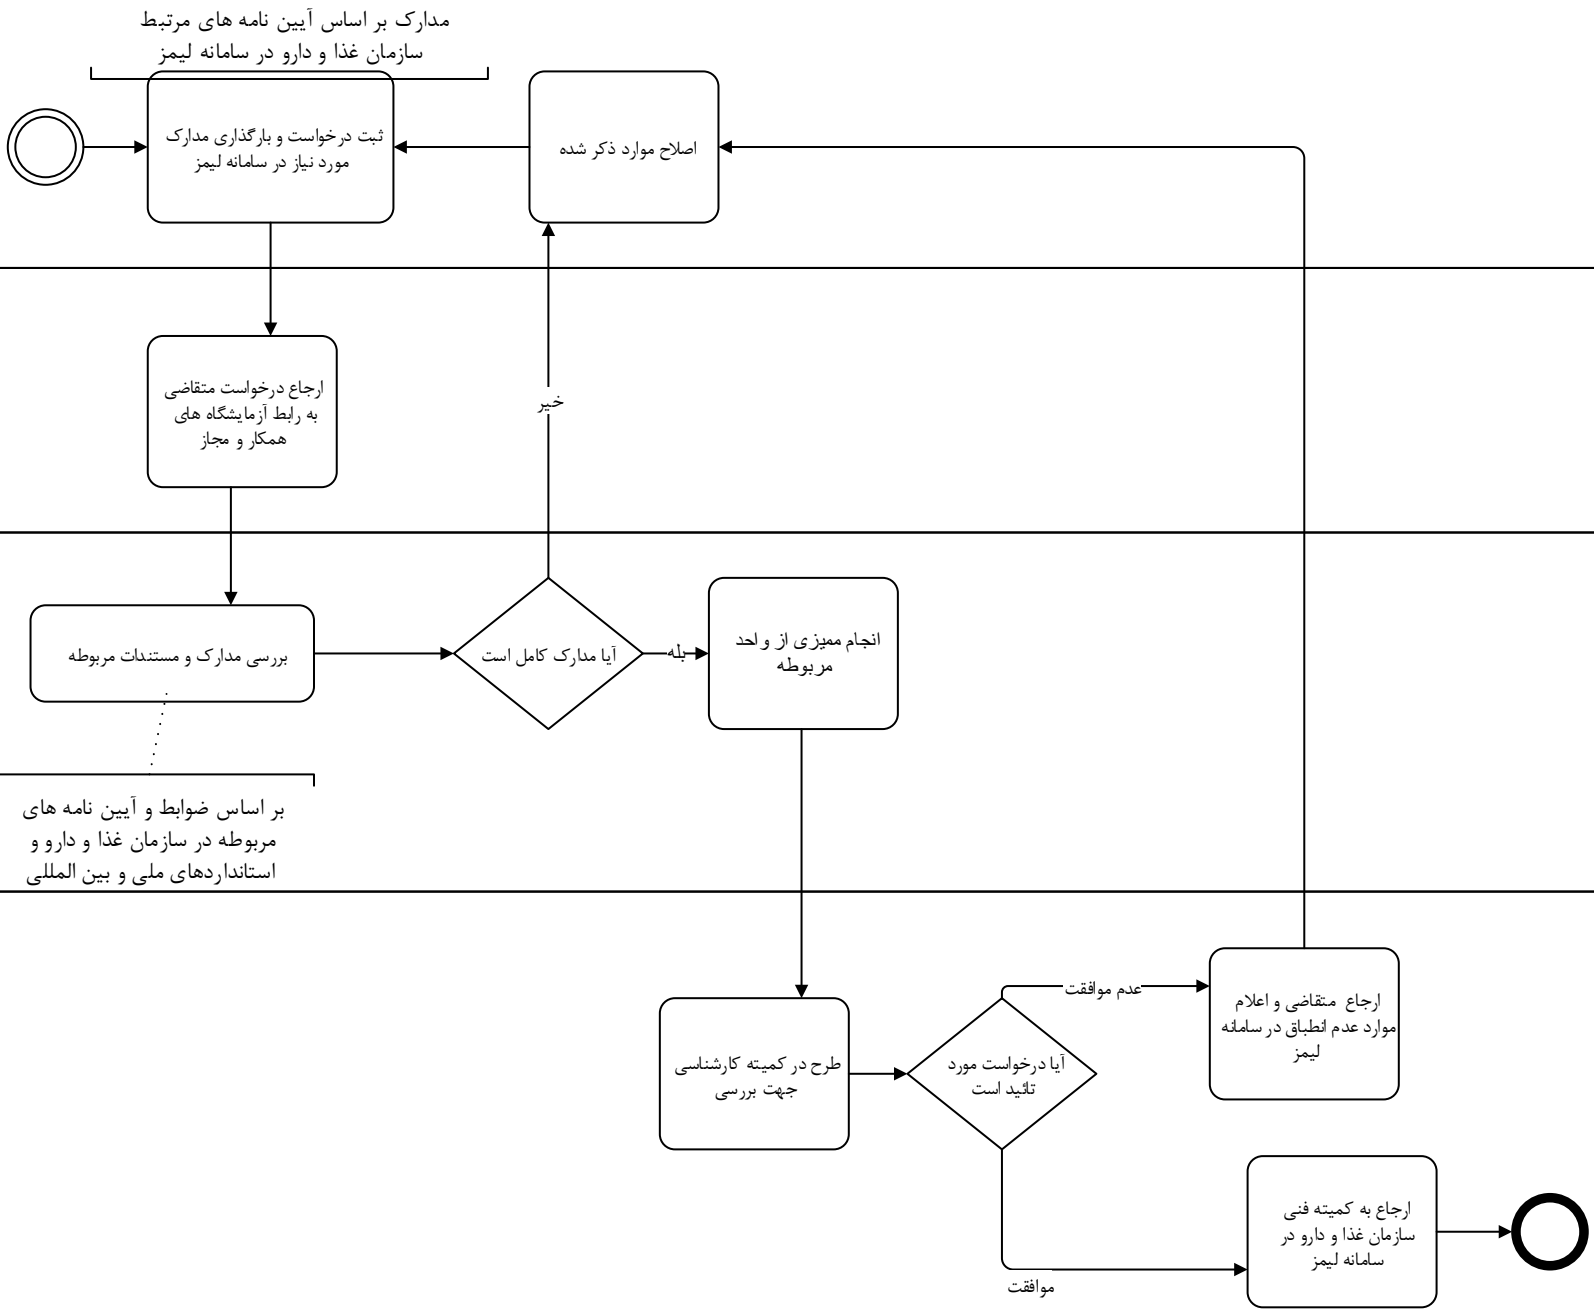 مدارک بر اساس آیین نامه های مرتبط
سازمان غذا و دارو در سامانه لیمز
ثبت درخواست و بارگذاری مدارک
مورد نیاز در سامانه لیمز
اصلاح موارد ذکر شده
ارجاع درخواست متقاضی
به رابط آزمایشگاه های
همکار و مجاز
خیر
بررسی مدارک و مستندات مربوطه
آیا مدارک کامل است
بله
انجام ممیزی از واحد
مربوطه
بر اساس ضوابط و آیین نامه های
مربوطه در سازمان غذا و دارو و
استانداردهای ملی و بین المللی
طرح در کمیته کارشناسی
جهت بررسی
آیا درخواست مورد
تائید است
عدم موافقت
ارجاع متقاضی و اعلام
موارد عدم انطباق در سامانه
لیمز
موافقت
ارجاع به کمیته فنی
سازمان غذا و دارو در
سامانه لیمز